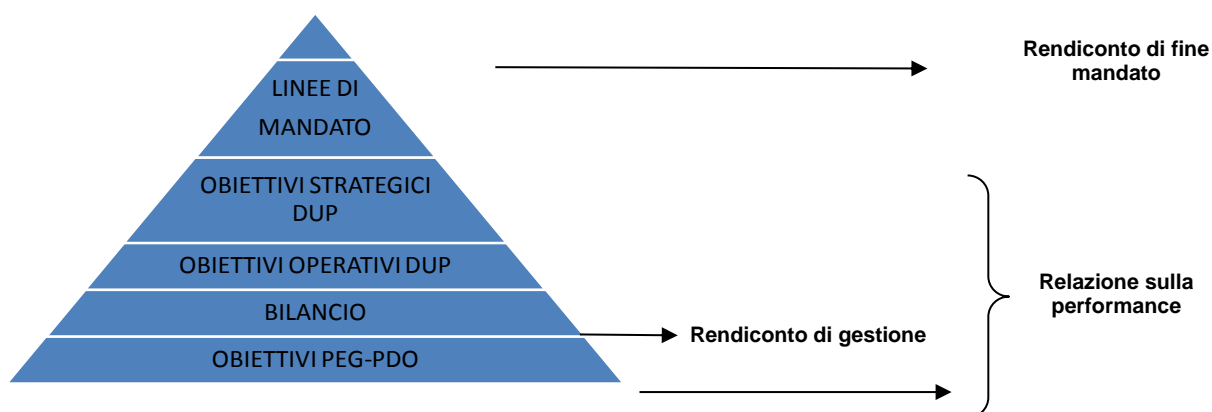 Rendiconto di fine
mandato
LINEE DI
MANDATO
OBIETTIVI STRATEGICI
DUP
OBIETTIVI OPERATIVI DUP
Relazione sulla
performance
BILANCIO
Rendiconto di gestione
OBIETTIVI PEG-PDO